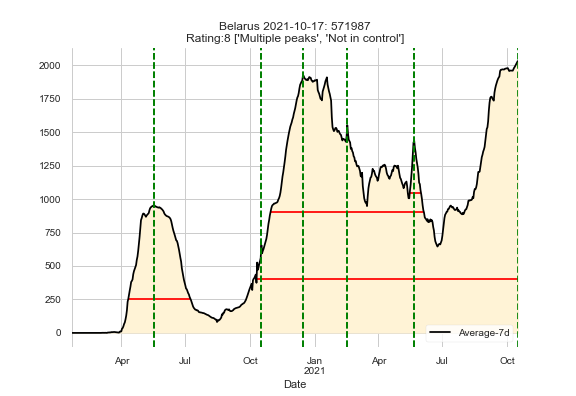 Belarus 2021-10-17: 571987
Rating:8 ['Multiple peaks', 'Not in control']
2000
1750
1500
1250
1000
750
500
250
0
Average-7d
Apr
Jul
Oct
Jan
2021
Apr
Jul
Oct
Date